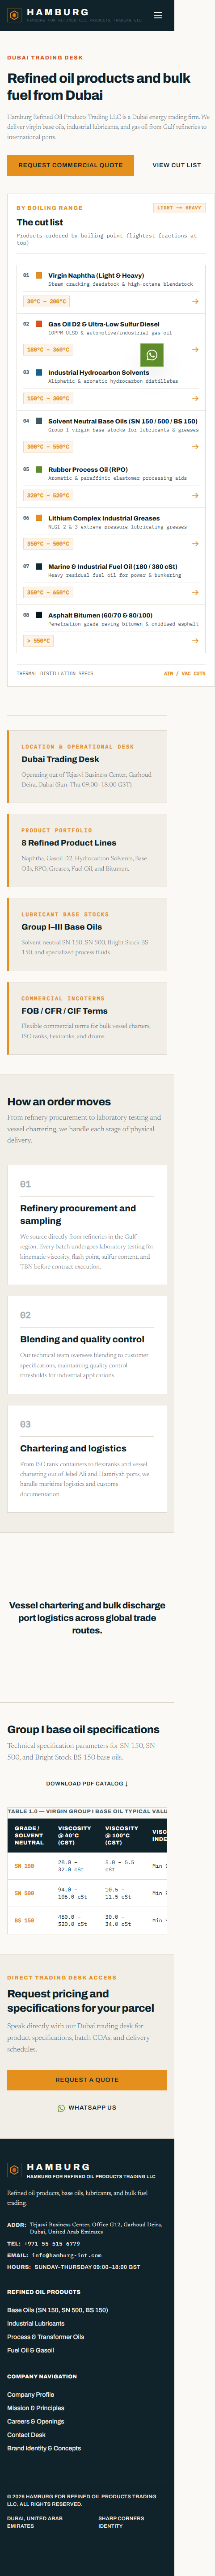 HAMBURG
HAMBURG FOR REFINED OIL PRODUCTS TRADING LLC
DUBAI TRADING DESK
Refined oil products and bulk
fuel from Dubai
Hamburg Refined Oil Products Trading LLC is a Dubai energy trading firm. We
deliver virgin base oils, industrial lubricants, and gas oil from Gulf refineries to
international ports.
REQUEST COMMERCIAL QUOTE
VIEW CUT LIST
BY BOILING RANGE
LIGHT → HEAVY
The cut list
Products ordered by boiling point (lightest fractions at
top)
01 Virgin Naphtha (Light & Heavy)
Steam cracking feedstock & high-octane blendstock
30°C – 200°C →
02 Gas Oil D2 & Ultra-Low Sulfur Diesel
10PPM ULSD & automotive/industrial gas oil
180°C – 360°C →
03 Industrial Hydrocarbon Solvents
Aliphatic & aromatic hydrocarbon distillates
150°C – 300°C →
04 Solvent Neutral Base Oils (SN 150 / 500 / BS 150)
Group I virgin base stocks for lubricants & greases
300°C – 550°C →
05 Rubber Process Oil (RPO)
Aromatic & paraffinic elastomer processing aids
320°C – 520°C →
06 Lithium Complex Industrial Greases
NLGI 2 & 3 extreme pressure lubricating greases
350°C – 500°C →
07 Marine & Industrial Fuel Oil (180 / 380 cSt)
Heavy residual fuel oil for power & bunkering
350°C – 650°C →
08 Asphalt Bitumen (60/70 & 80/100)
Penetration grade paving bitumen & oxidised asphalt
> 550°C →
THERMAL DISTILLATION SPECS
ATM / VAC CUTS
LOCATION & OPERATIONAL DESK
Dubai Trading Desk
Operating out of Tejarvi Business Center, Garhoud
Deira, Dubai (Sun–Thu 09:00–18:00 GST).
PRODUCT PORTFOLIO
8 Refined Product Lines
Naphtha, Gasoil D2, Hydrocarbon Solvents, Base
Oils, RPO, Greases, Fuel Oil, and Bitumen.
LUBRICANT BASE STOCKS
Group I–III Base Oils
Solvent neutral SN 150, SN 500, Bright Stock BS
150, and specialised process fluids.
COMMERCIAL INCOTERMS
FOB / CFR / CIF Terms
Flexible commercial terms for bulk vessel charters,
ISO tanks, flexitanks, and drums.
How an order moves
From refinery procurement to laboratory testing and
vessel chartering, we handle each stage of physical
delivery.
01
Refinery procurement and
sampling
We source directly from refineries in the Gulf
region. Every batch undergoes laboratory testing for
kinematic viscosity, flash point, sulfur content, and
TBN before contract execution.
02
Blending and quality control
Our technical team oversees blending to customer
specifications, maintaining quality control
thresholds for industrial applications.
03
Chartering and logistics
From ISO tank containers to flexitanks and vessel
chartering out of Jebel Ali and Hamriyah ports, we
handle maritime logistics and customs
documentation.
Vessel chartering and bulk discharge
port logistics across global trade
routes.
Group I base oil specifications
Technical specification parameters for SN 150, SN
500, and Bright Stock BS 150 base oils.
DOWNLOAD PDF CATALOG ↓
TABLE 1.0 — VIRGIN GROUP I BASE OIL TYPICAL VALU
GRADE / SOLVENT NEUTRAL VISCOSITY @ 40°C (CST) VISCOSITY @ 100°C (CST) VISC INDE
SN 150 28.0 – 32.0 cSt 5.0 – 5.5 cSt Min
SN 500 94.0 – 106.0 cSt 10.5 – 11.5 cSt Min
BS 150 460.0 – 520.0 cSt 30.0 – 34.0 cSt Min
DIRECT TRADING DESK ACCESS
Request pricing and
specifications for your parcel
Speak directly with our Dubai trading desk for
product specifications, batch COAs, and delivery
schedules.
REQUEST A QUOTE
WHATSAPP US
HAMBURG
HAMBURG FOR REFINED OIL PRODUCTS TRADING LLC
Refined oil products, base oils, lubricants, and bulk fuel
trading.
ADDR: Tejarvi Business Center, Office G12, Garhoud Deira,
Dubai, United Arab Emirates
TEL: +971 55 515 6779
EMAIL: info@hamburg-int.com
HOURS: SUNDAY–THURSDAY 09:00–18:00 GST
REFINED OIL PRODUCTS
Base Oils (SN 150, SN 500, BS 150)
Industrial Lubricants
Process & Transformer Oils
Fuel Oil & Gasoil
COMPANY NAVIGATION
Company Profile
Mission & Principles
Careers & Openings
Contact Desk
Brand Identity & Concepts
© 2026 HAMBURG FOR REFINED OIL PRODUCTS TRADING
LLC. ALL RIGHTS RESERVED.
DUBAI, UNITED ARAB
EMIRATES
SHARP CORNERS
IDENTITY